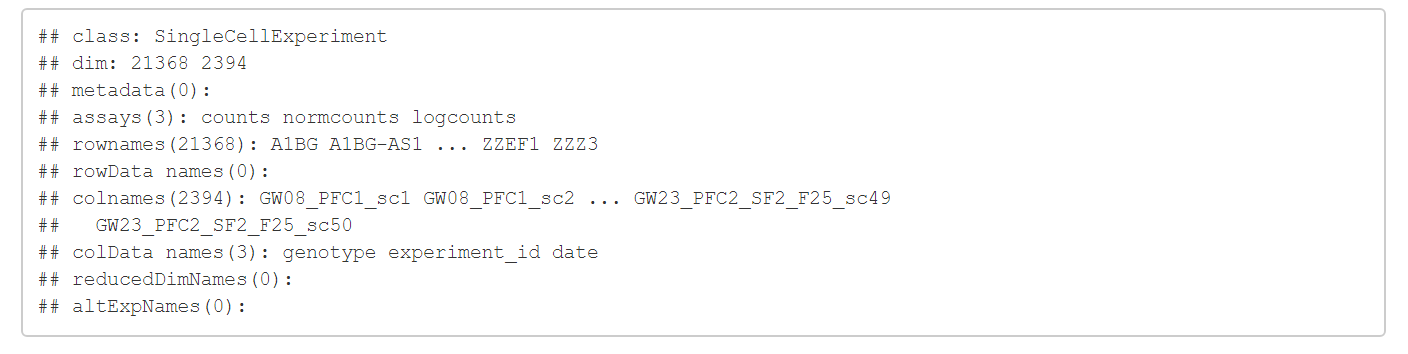 ## class: SingleCellExperiment
## dim: 21368 2394
## metadata(0):
## assays(3): counts normcounts logcounts
## rownames(21368): A1BG A1BG-AS1 ... ZZEF1 ZZZ3
## rowData names(0):
## colnames(2394): GW08_PFC1_sc1 GW08_PFC1_sc2 ... GW23_PFC2_SF2_F25_sc49
##   GW23_PFC2_SF2_F25_sc50
## colData names(3): genotype experiment_id date
## reducedDimNames(0):
## altExpNames(0):